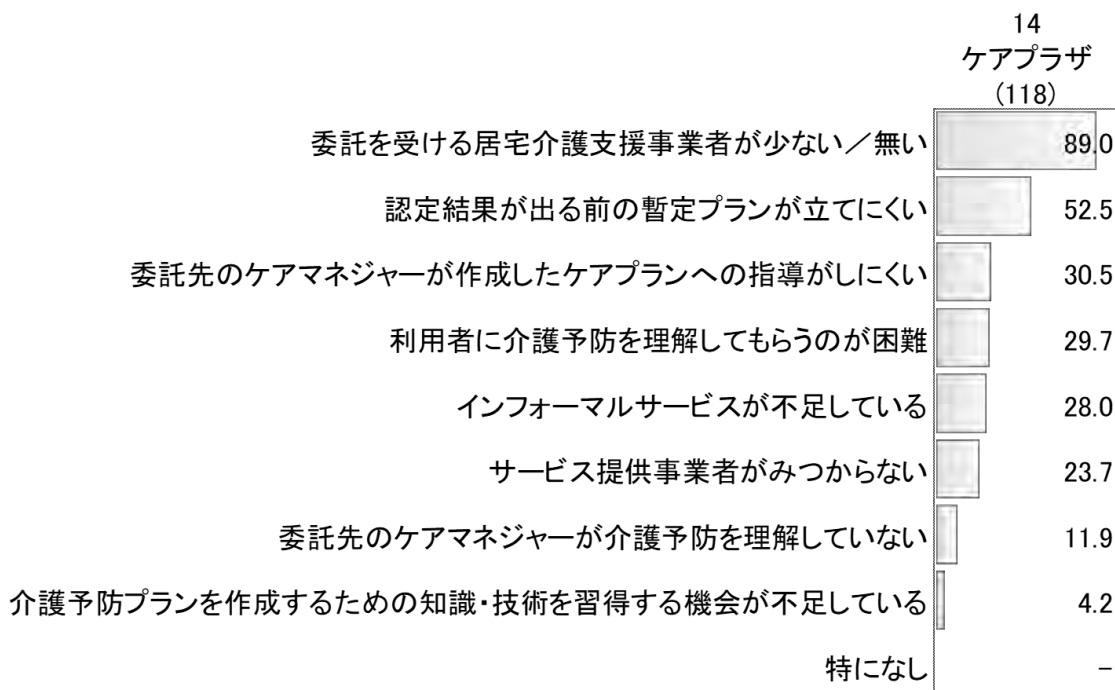 14
ケアプラザ
(118)
委託を受ける居宅介護支援事業者が少ない／無い 89.0
認定結果が出る前の暫定プランが立てにくい 52.5
委託先のケアマネジャーが作成したケアプランへの指導がしにくい 30.5
利用者に介護予防を理解してもらうのが困難 29.7
インフォーマルサービスが不足している 28.0
サービス提供事業者がみつからない 23.7
委託先のケアマネジャーが介護予防を理解していない 11.9
介護予防プランを作成するための知識・技術を習得する機会が不足している 4.2
特になし －